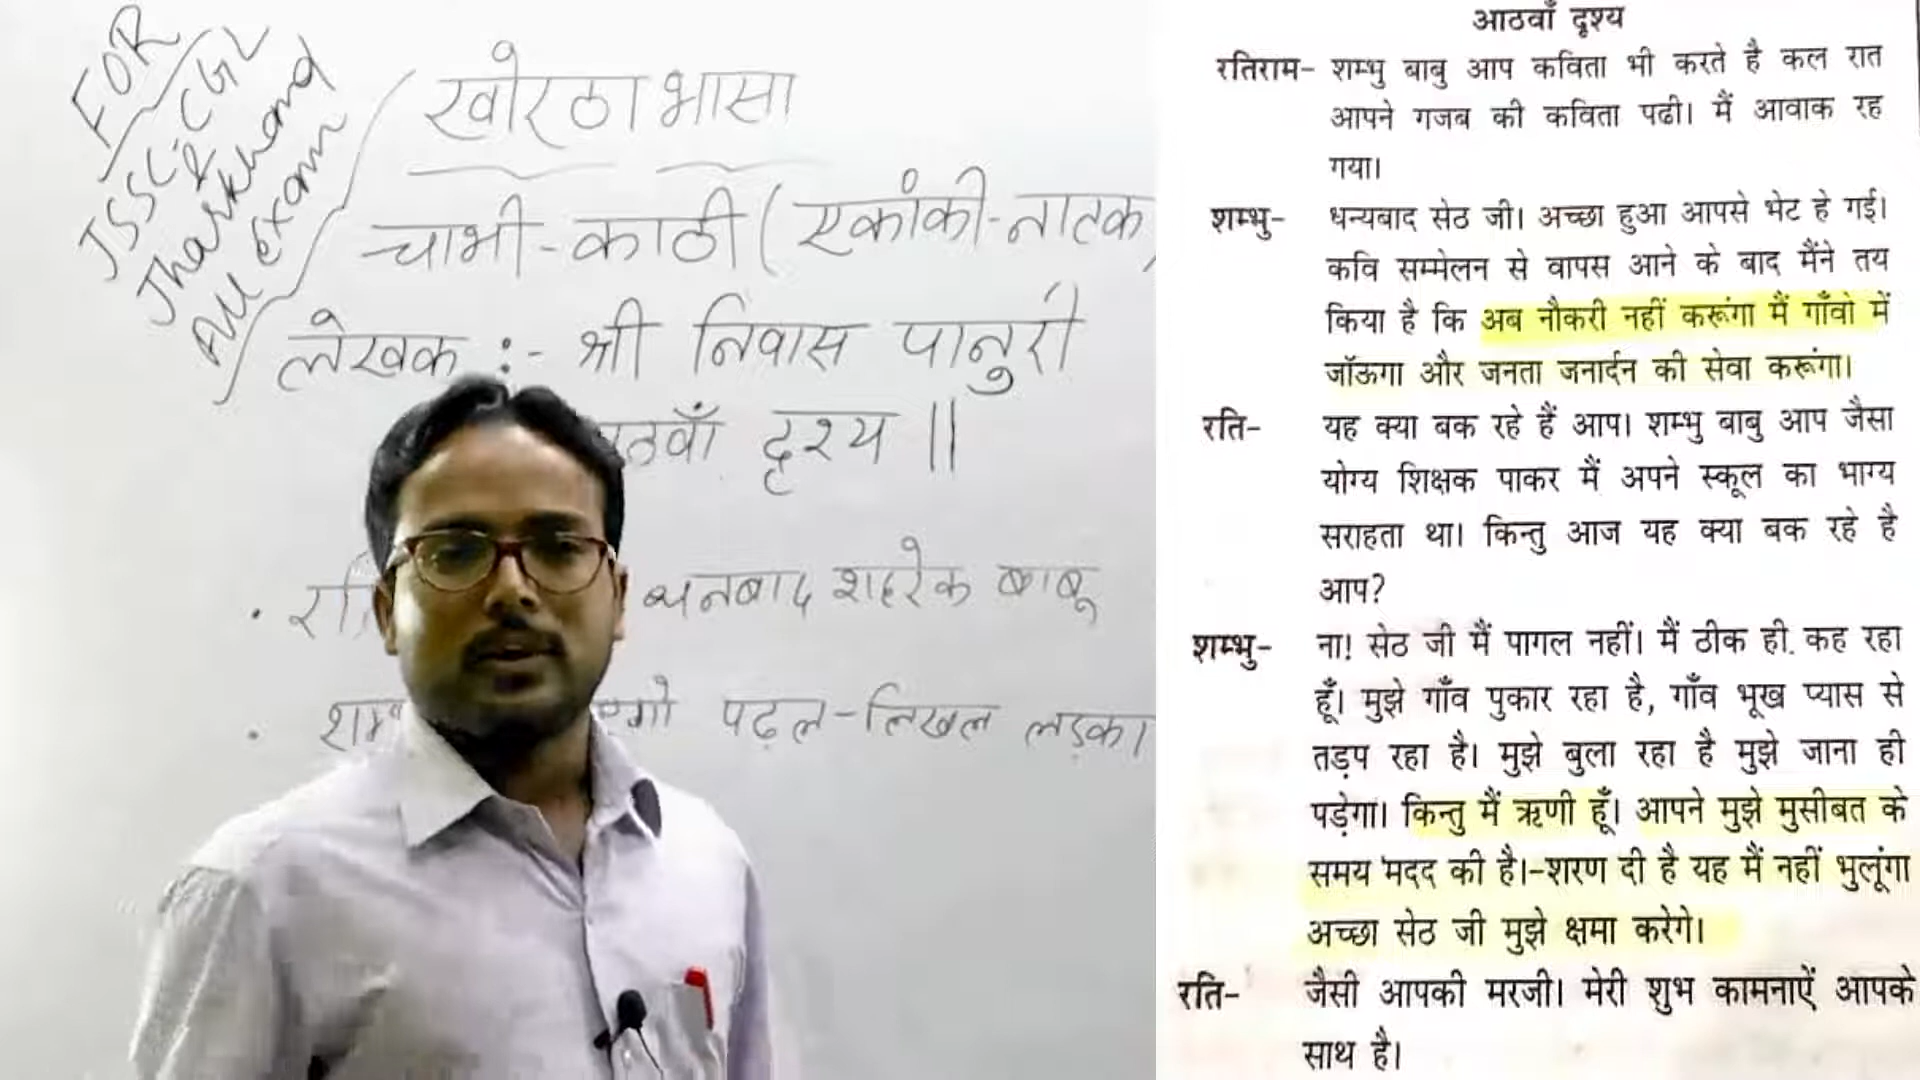 FOR
JSSC-CGL
&
Jharkhand
All Exam
खोरठा भासा
चाभी-काठी (एकांकी-नाटक)
लेखक :- श्री निवास पानुरी
ठवाँ दृश्य ||
• धनबाद शहरेक बाबू
• पढ़ल-लिखल लड़का
आठवाँ दृश्य
रतिराम- शम्भु बाबु आप कविता भी करते है कल रात
आपने गजब की कविता पढी। मैं आवाक रह
गया।
शम्भु- धन्यबाद सेठ जी। अच्छा हुआ आपसे भेट हे गई।
कवि सम्मेलन से वापस आने के बाद मैंने तय
किया है कि अब नौकरी नहीं करूंगा मैं गाँवो में
जॉऊगा और जनता जनार्दन की सेवा करूंगा।
रति- यह क्या बक रहे हैं आप। शम्भु बाबु आप जैसा
योग्य शिक्षक पाकर मैं अपने स्कूल का भाग्य
सराहता था। किन्तु आज यह क्या बक रहे है
आप?
शम्भु- ना! सेठ जी मैं पागल नहीं। मैं ठीक ही. कह रहा
हूँ। मुझे गाँव पुकार रहा है, गाँव भूख प्यास से
तड़प रहा है। मुझे बुला रहा है मुझे जाना ही
पड़ेगा। किन्तु मैं ऋणी हूँ। आपने मुझे मुसीबत के
समय मदद की है।-शरण दी है यह मैं नहीं भुलूंगा
अच्छा सेठ जी मुझे क्षमा करेगे।
रति- जैसी आपकी मरजी। मेरी शुभ कामनाऐं आपके
साथ है।